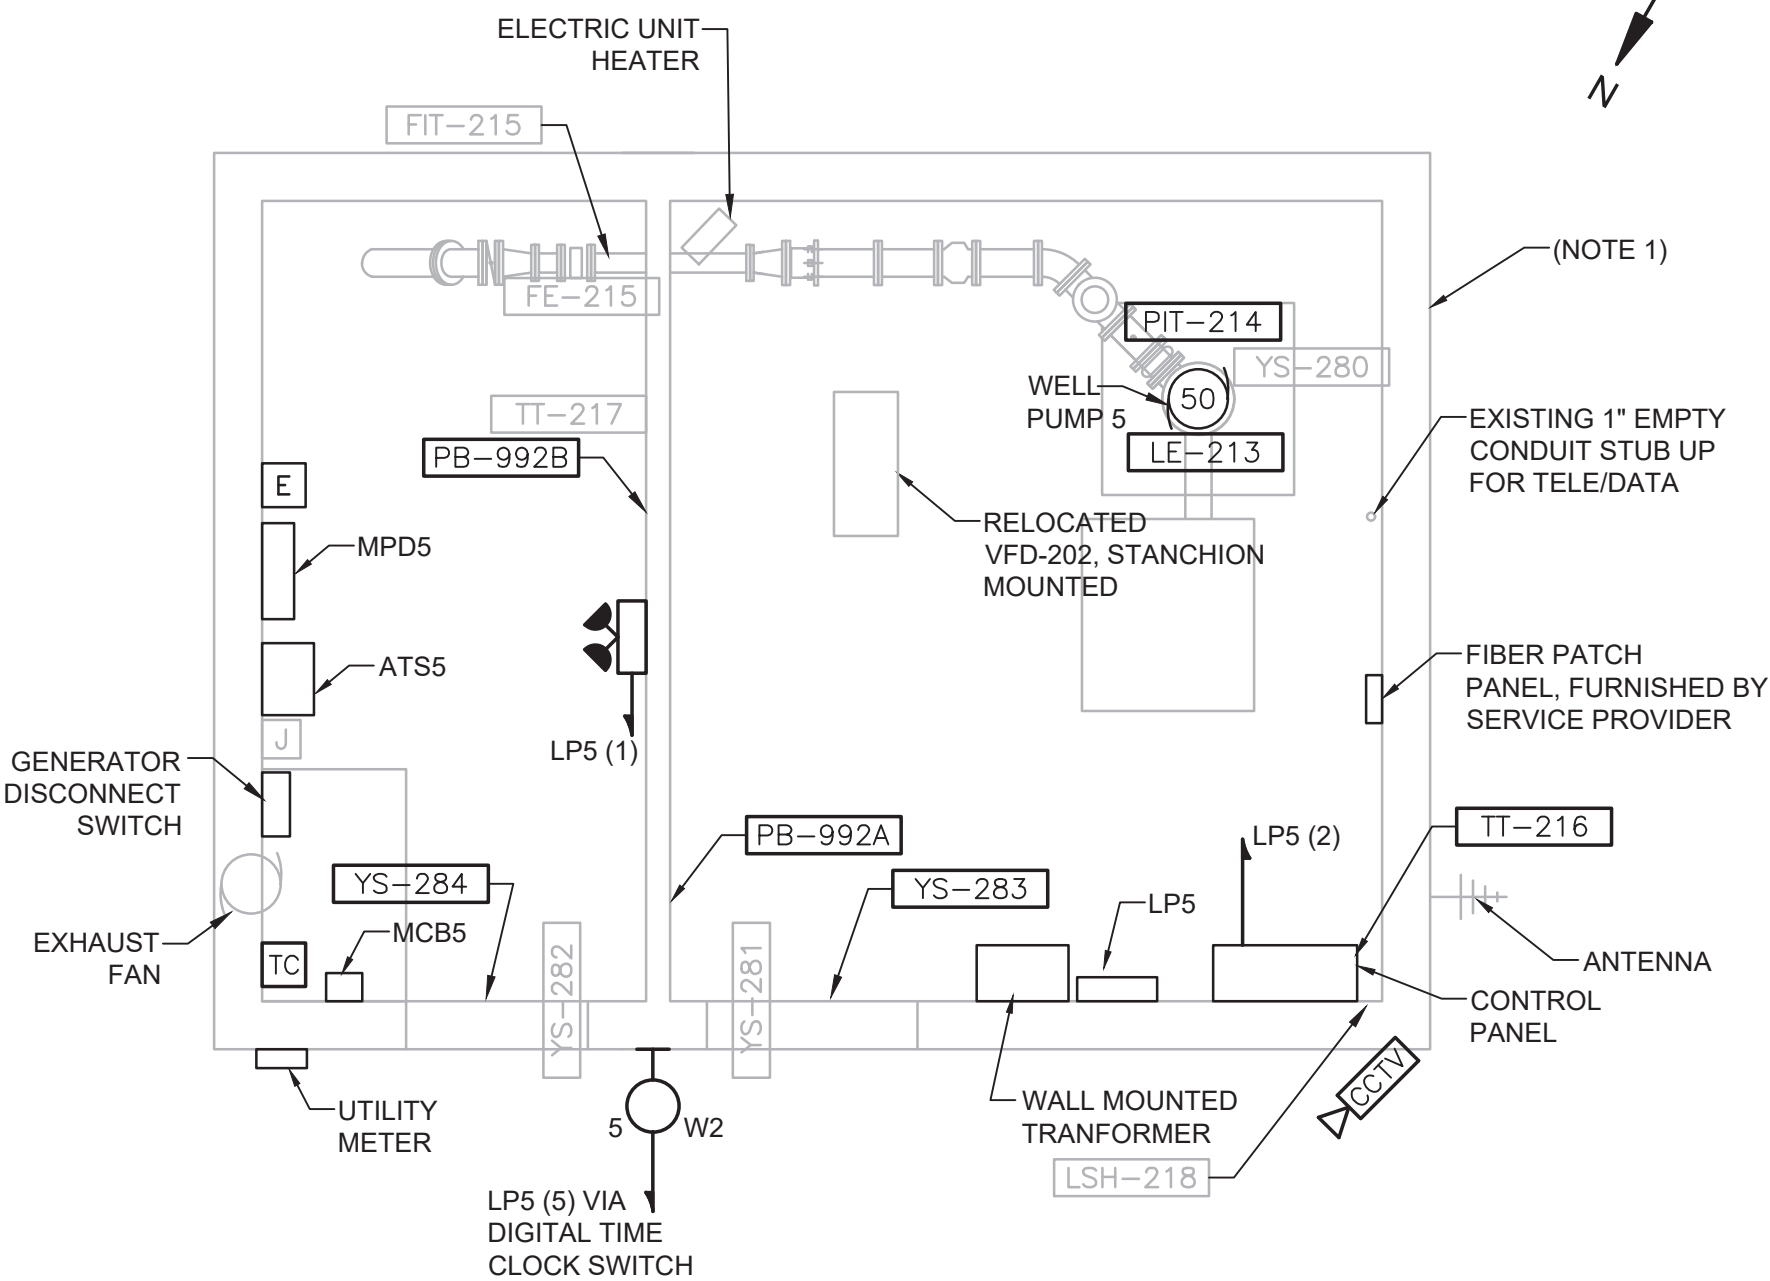 ELECTRIC UNIT
HEATER
N
FIT-215
(NOTE 1)
FE-215
PIT-214
YS-280
WELL
PUMP 5
50
TT-217
PB-992B
LE-213
EXISTING 1" EMPTY
CONDUIT STUB UP
FOR TELE/DATA
E
MPD5
RELOCATED
VFD-202, STANCHION
MOUNTED
ATS5
FIBER PATCH
PANEL, FURNISHED BY
SERVICE PROVIDER
J
LP5 (1)
GENERATOR
DISCONNECT
SWITCH
PB-992A
LP5 (2)
TT-216
YS-284
YS-283
LP5
MCB5
EXHAUST
FAN
TC
YS-282
YS-281
ANTENNA
CONTROL
PANEL
CCTV
UTILITY
METER
5
W2
WALL MOUNTED
TRANFORMER
LSH-218
LP5 (5) VIA
DIGITAL TIME
CLOCK SWITCH